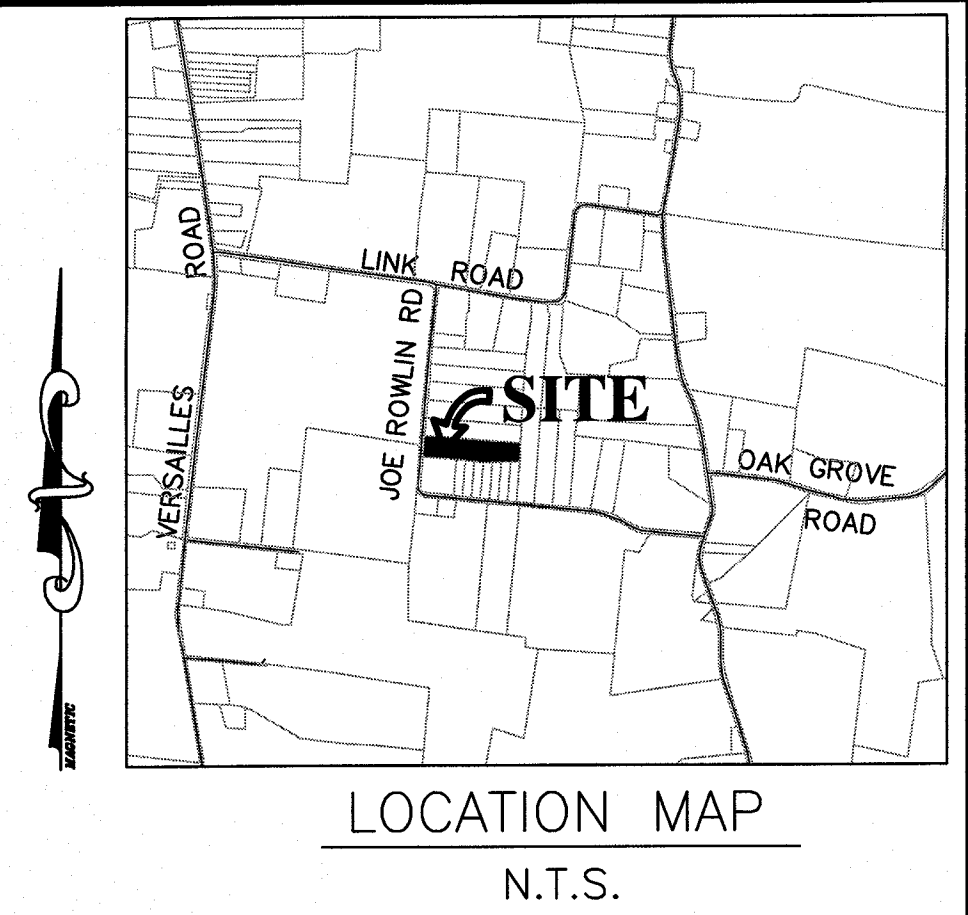 LINK ROAD
VERSAILLES ROAD
JOE ROWLIN RD
SITE
OAK GROVE
ROAD
MAGNETIC
LOCATION MAP
N.T.S.